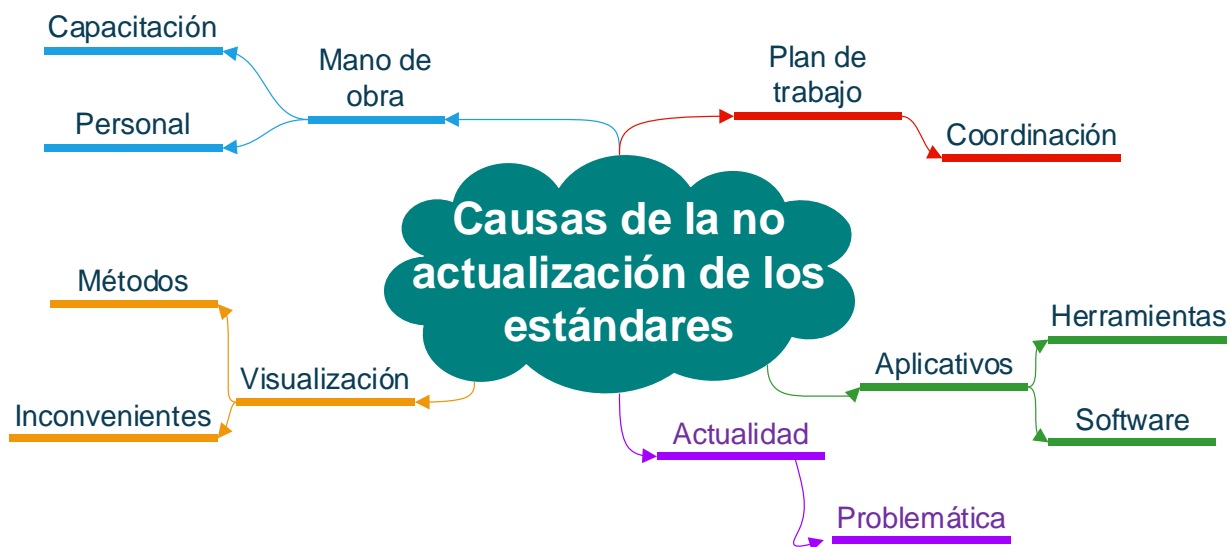 Capacitación
Personal
Mano de
obra
Plan de
trabajo
Coordinación
Causas de la no
actualización de los
estándares
Métodos
Visualización
Inconvenientes
Herramientas
Aplicativos
Software
Actualidad
Problemática